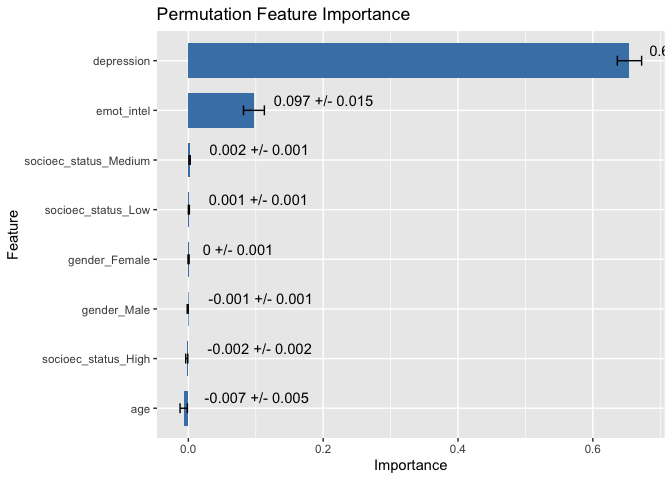 Permutation Feature Importance
Feature
depression
0.6
emot_intel
0.097 +/- 0.015
socioec_status_Medium
0.002 +/- 0.001
socioec_status_Low
0.001 +/- 0.001
gender_Female
0 +/- 0.001
gender_Male
-0.001 +/- 0.001
socioec_status_High
-0.002 +/- 0.002
age
-0.007 +/- 0.005
0.0
0.2
0.4
0.6
Importance